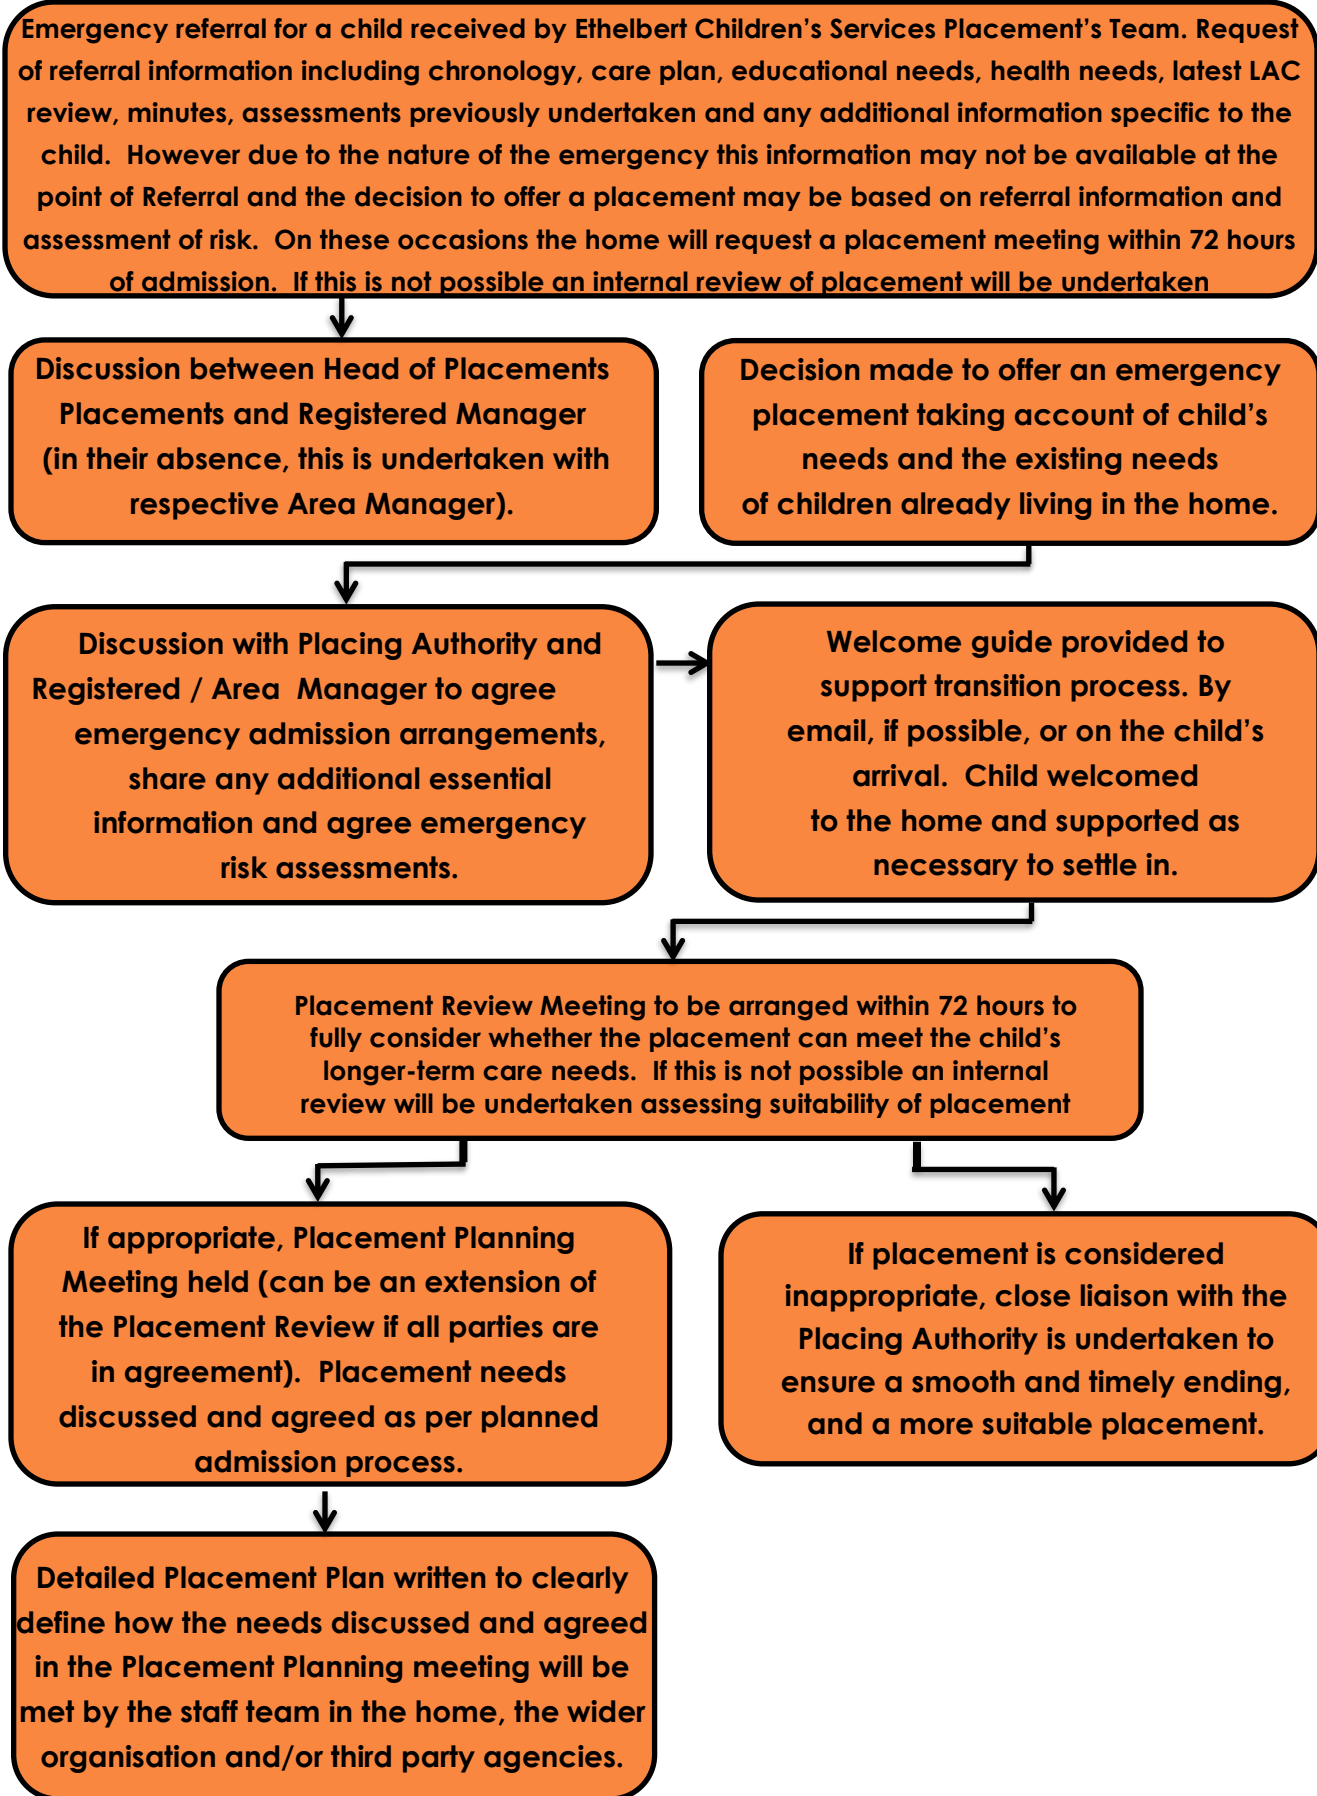 Emergency referral for a child received by Ethelbert Children’s Services Placement’s Team. Request
of referral information including chronology, care plan, educational needs, health needs, latest LAC
review, minutes, assessments previously undertaken and any additional information specific to the
child. However due to the nature of the emergency this information may not be available at the
point of Referral and the decision to offer a placement may be based on referral information and
assessment of risk. On these occasions the home will request a placement meeting within 72 hours
of admission. If this is not possible an internal review of placement will be undertaken
Discussion between Head of Placements
Placements and Registered Manager
(in their absence, this is undertaken with
respective Area Manager).
Decision made to offer an emergency
placement taking account of child’s
needs and the existing needs
of children already living in the home.
Discussion with Placing Authority and
Registered / Area Manager to agree
emergency admission arrangements,
share any additional essential
information and agree emergency
risk assessments.
Welcome guide provided to
support transition process. By
email, if possible, or on the child’s
arrival. Child welcomed
to the home and supported as
necessary to settle in.
Placement Review Meeting to be arranged within 72 hours to
fully consider whether the placement can meet the child’s
longer-term care needs. If this is not possible an internal
review will be undertaken assessing suitability of placement
If appropriate, Placement Planning
Meeting held (can be an extension of
the Placement Review if all parties are
in agreement). Placement needs
discussed and agreed as per planned
admission process.
If placement is considered
inappropriate, close liaison with the
Placing Authority is undertaken to
ensure a smooth and timely ending,
and a more suitable placement.
Detailed Placement Plan written to clearly
define how the needs discussed and agreed
in the Placement Planning meeting will be
met by the staff team in the home, the wider
organisation and/or third party agencies.